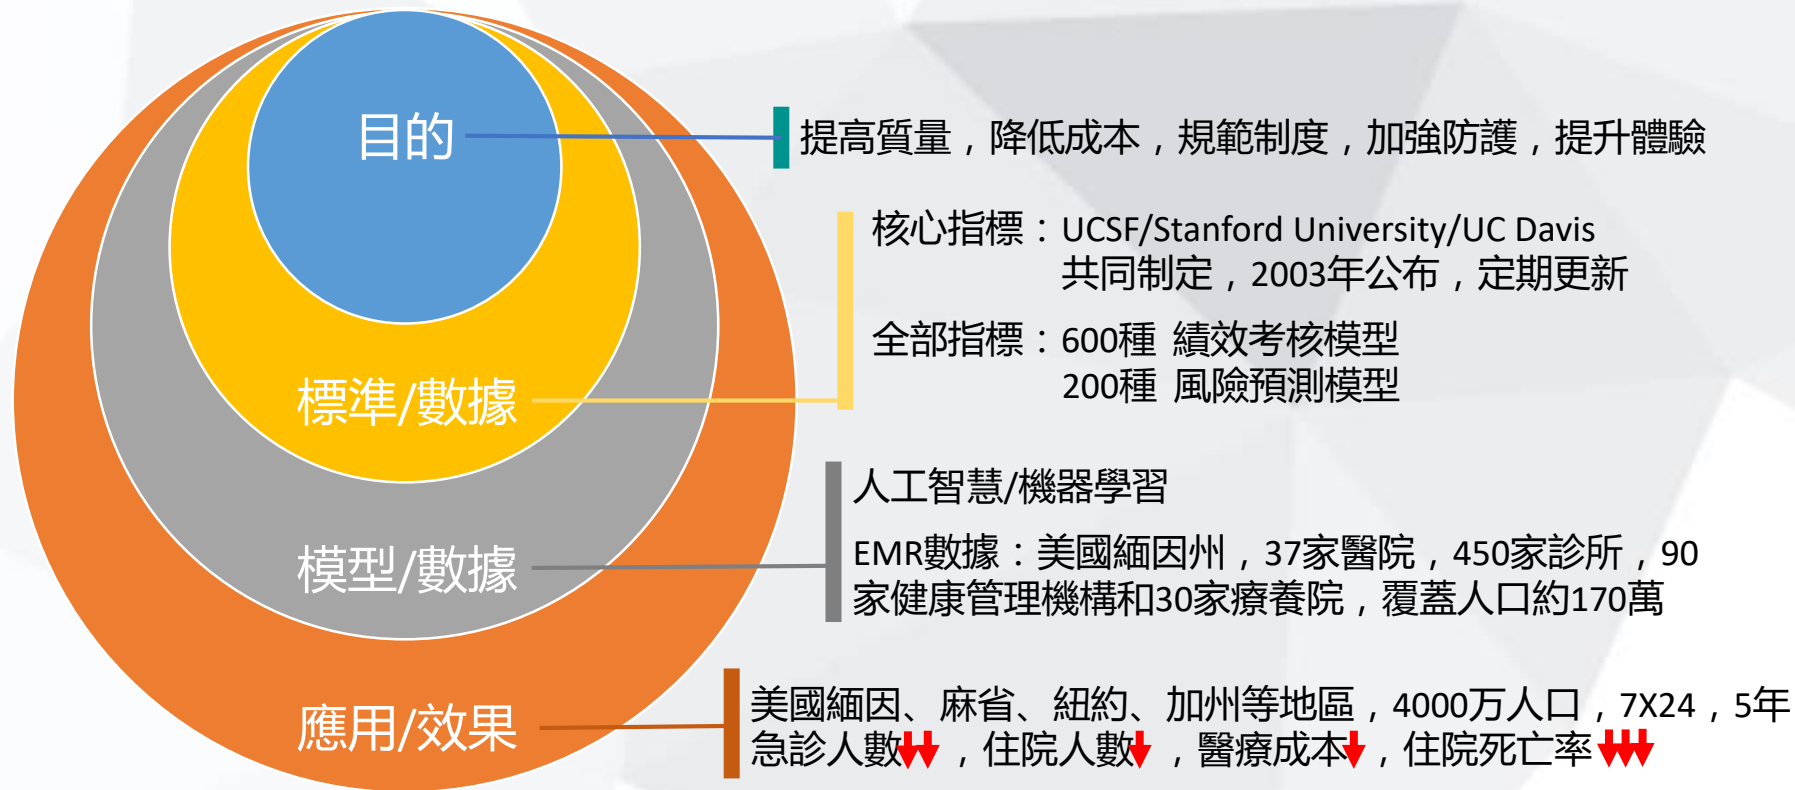 目的
提高質量，降低成本，規範制度，加強防護，提升體驗
標準/數據
核心指標：UCSF/Stanford University/UC Davis
共同制定，2003年公布，定期更新
全部指標：600種 績效考核模型
200種 風險預測模型
模型/數據
人工智慧/機器學習
EMR數據：美國緬因州，37家醫院，450家診所，90
家健康管理機構和30家療養院，覆蓋人口約170萬
應用/效果
美國緬因、麻省、紐約、加州等地區，4000万人口，7X24，5年
急診人數，住院人數，醫療成本，住院死亡率